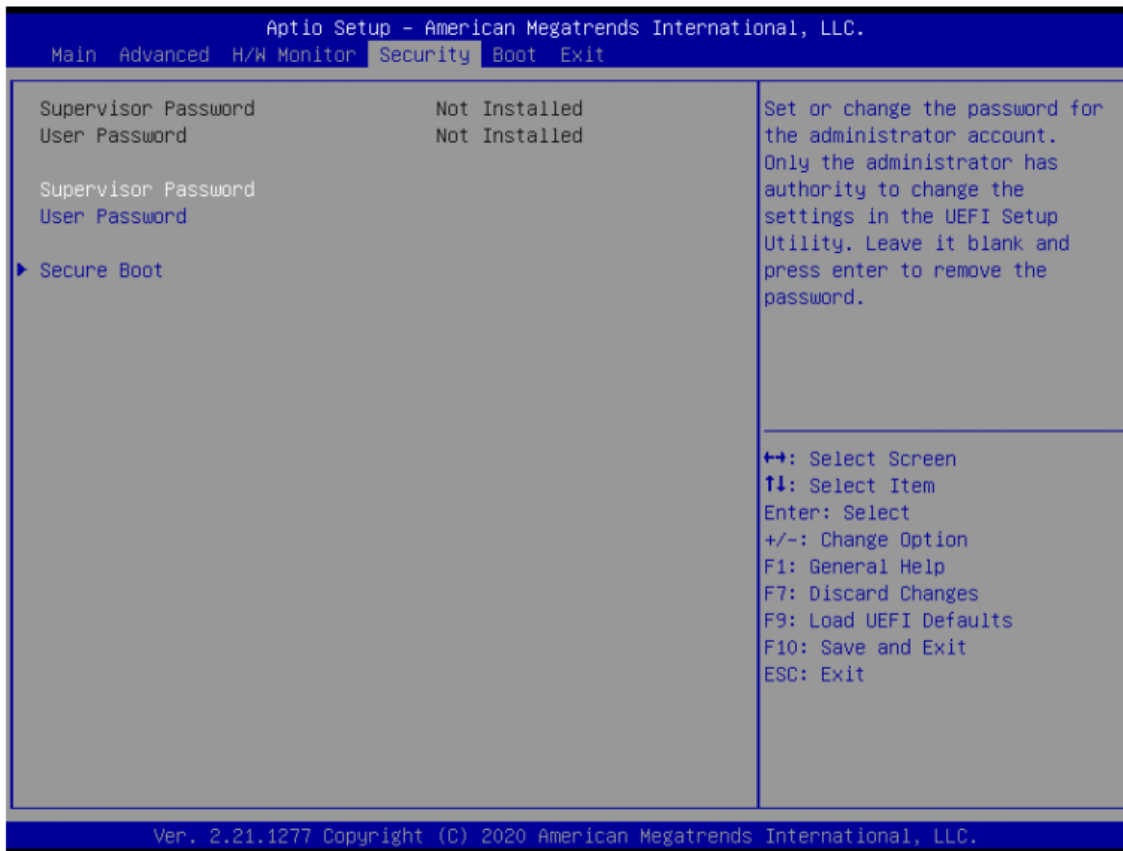 Aptio Setup – American Megatrends International, LLC.
Main Advanced H/W Monitor Security Boot Exit
Supervisor Password Not Installed
User Password Not Installed
Supervisor Password
User Password
Secure Boot
Set or change the password for
the administrator account.
Only the administrator has
authority to change the
settings in the UEFI Setup
Utility. Leave it blank and
press enter to remove the
password.
↔: Select Screen
↑↓: Select Item
Enter: Select
+/-: Change Option
F1: General Help
F7: Discard Changes
F9: Load UEFI Defaults
F10: Save and Exit
ESC: Exit
Ver. 2.21.1277 Copyright (C) 2020 American Megatrends International, LLC.